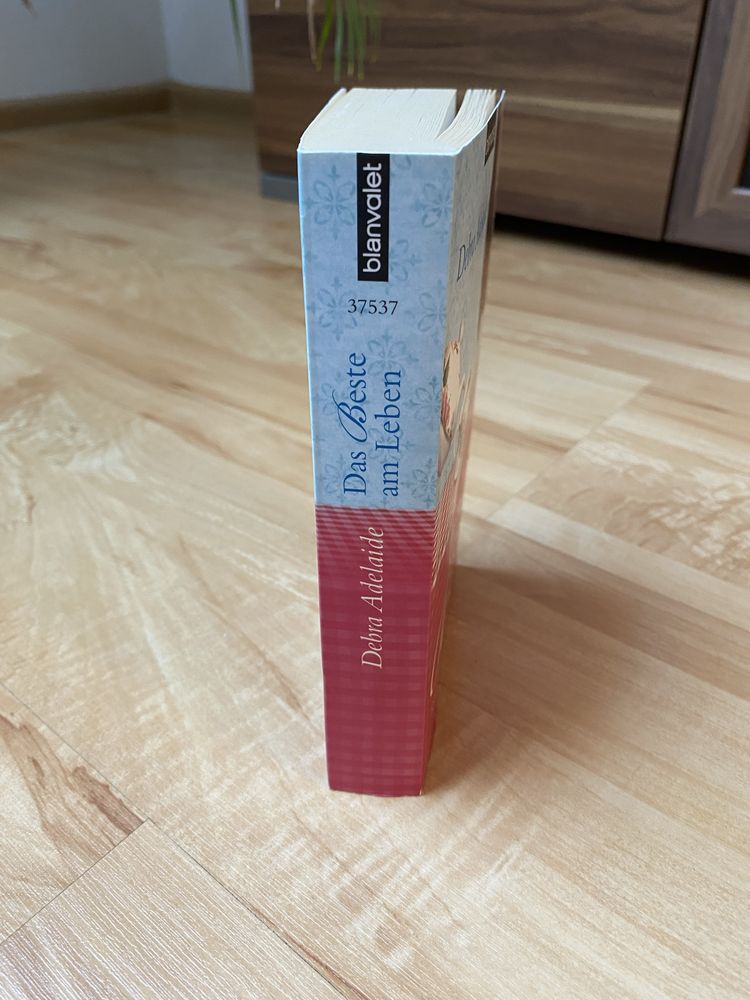 blanvalet
37537
Das Beste
am Leben
Debra Adelaide